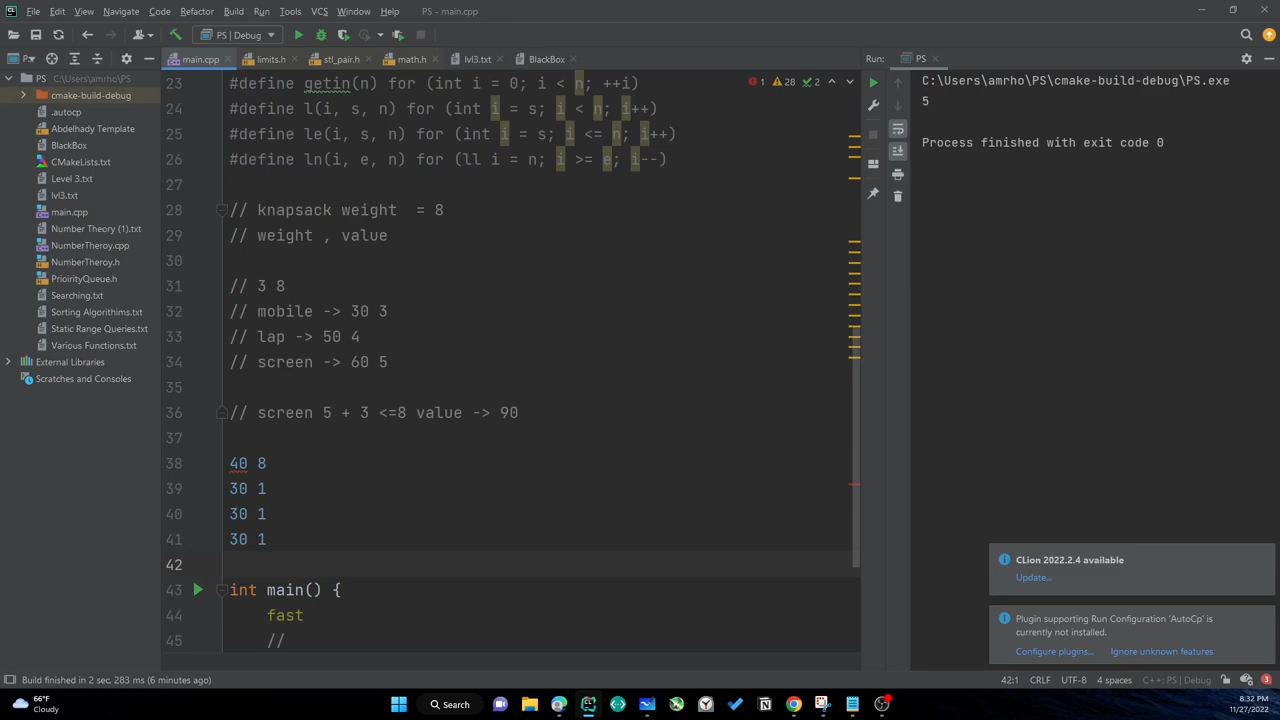 File Edit View Navigate Code Refactor Build Run Tools VCS Window Help PS - main.cpp
PS | Debug
main.cpp limits.h stl_pair.h math.h lvl3.txt BlackBox
Run: PS
PS C:\Users\amrho\PS
cmake-build-debug
.autocp
Abdelhady Template
BlackBox
CMakeLists.txt
Level 3.txt
lvl3.txt
main.cpp
Number Theory (1).txt
NumberTheroy.cpp
NumberTheroy.h
PrioirityQueue.h
Searching.txt
Sorting Algorithms.txt
Static Range Queries.txt
Various Functions.txt
External Libraries
Scratches and Consoles
1 28 2
23 #define getin(n) for (int i = 0; i < n; ++i)
24 #define l(i, s, n) for (int i = s; i < n; i++)
25 #define le(i, s, n) for (int i = s; i <= n; i++)
26 #define ln(i, e, n) for (ll i = n; i >= e; i--)
27
28 // knapsack weight  = 8
29 // weight , value
30
31 // 3 8
32 // mobile -> 30 3
33 // lap -> 50 4
34 // screen -> 60 5
35
36 // screen 5 + 3 <=8 value -> 90
37
38 40 8
39 30 1
40 30 1
41 30 1
42
43 int main() {
44 fast
45 //
C:\Users\amrho\PS\cmake-build-debug\PS.exe
5
Process finished with exit code 0
CLion 2022.2.4 available
Update...
Plugin supporting Run Configuration 'AutoCp' is
currently not installed.
Configure plugins... Ignore unknown features
Build finished in 2 sec, 283 ms (6 minutes ago)
42:1 CRLF UTF-8 4 spaces C++: PS | Debug 3
66°F
Cloudy
Search
8:32 PM
11/27/2022